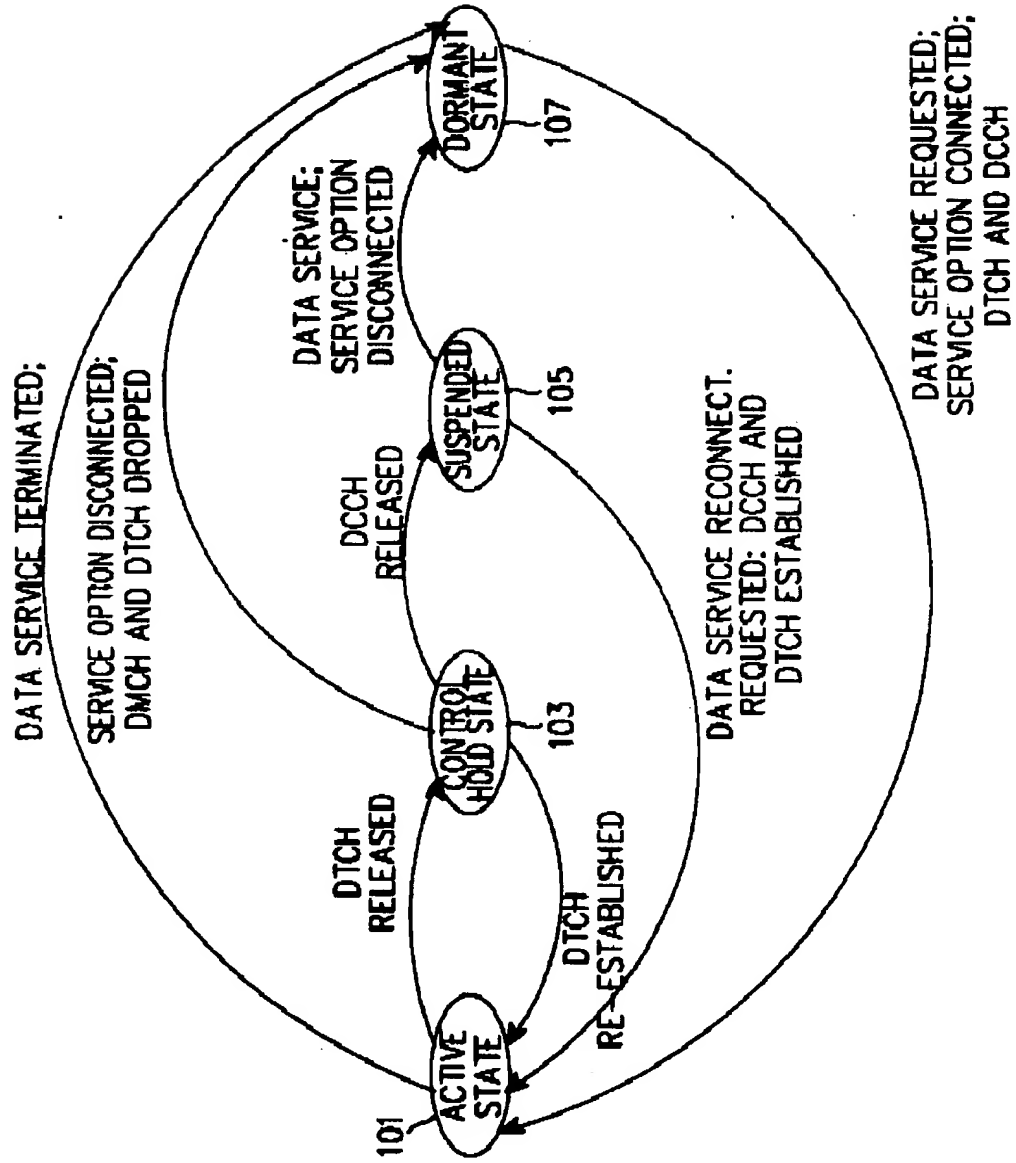 DATA SERVICE TERMINATED;
SERVICE OPTION DISCONNECTED;
DMCH AND DTCH DROPPED
DATA SERVICE;
SERVICE OPTION
DISCONNECTED
DTCH
RELEASED
DCCH
RELEASED
101
ACTIVE
STATE
CONTROL
HOLD STATE
103
SUSPENDED
STATE
105
DORMANT
STATE
107
DTCH
RE-ESTABLISHED
DATA SERVICE RECONNECT.
REQUESTED: DCCH AND
DTCH ESTABLISHED
DATA SERVICE REQUESTED;
SERVICE OPTION CONNECTED;
DTCH AND DCCH